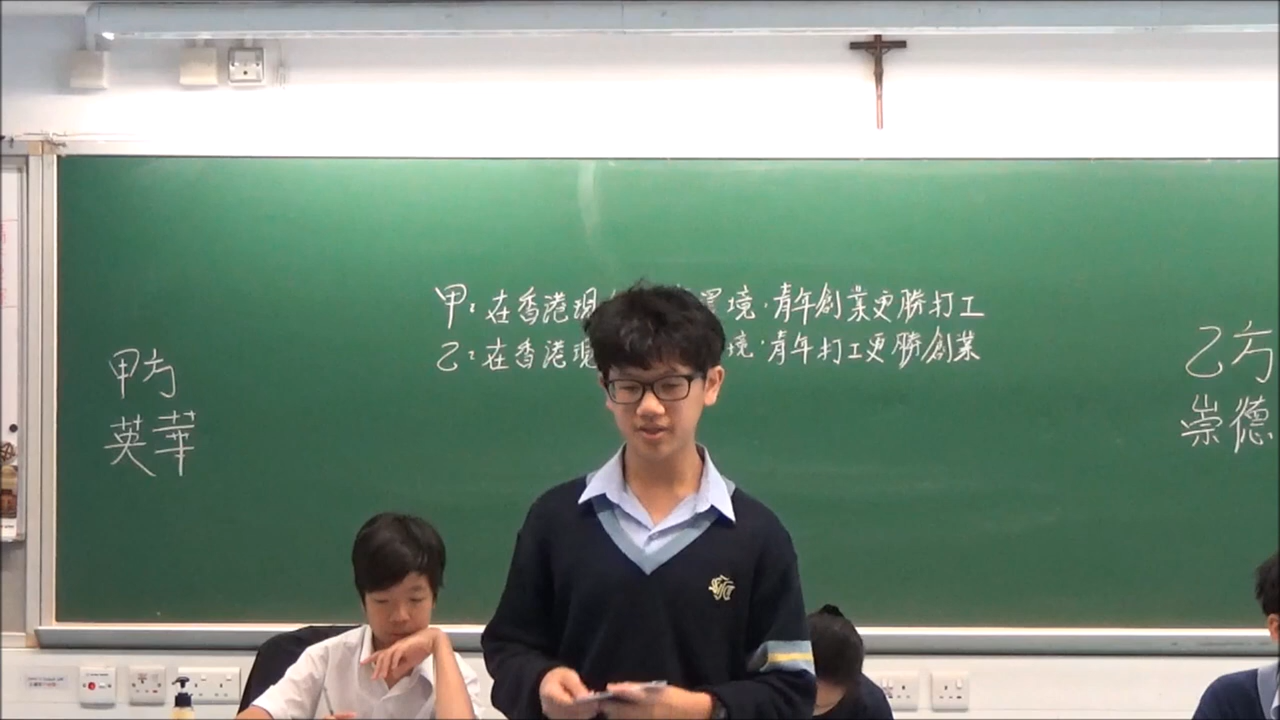 甲：在香港現 環境，青年創業更勝打工
乙：在香港現 境，青年打工更勝創業
甲方
英華
乙方
崇德